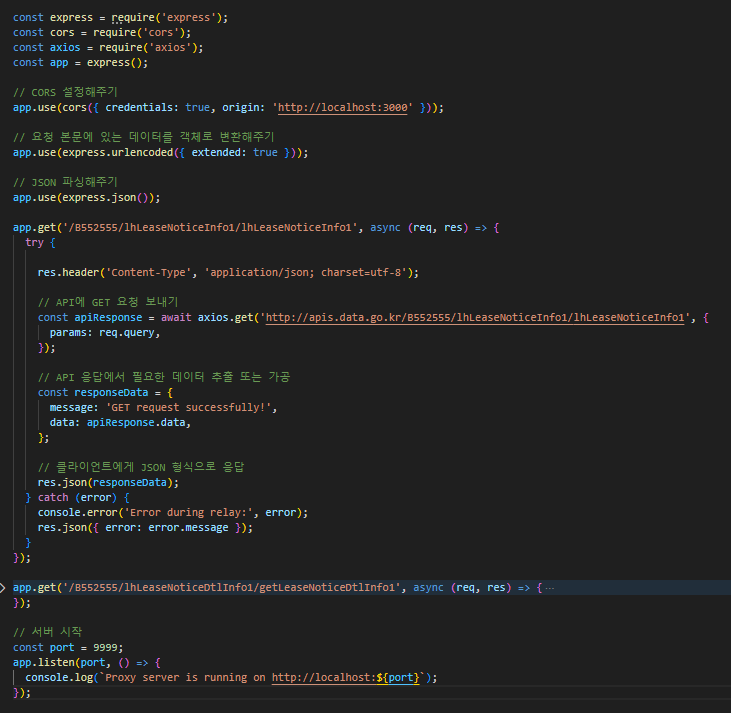 const express = require('express');
const cors = require('cors');
const axios = require('axios');
const app = express();
// CORS 설정해주기
app.use(cors({ credentials: true, origin: 'http://localhost:3000' }));
// 요청 본문에 있는 데이터를 객체로 변환해주기
app.use(express.urlencoded({ extended: true }));
// JSON 파싱해주기
app.use(express.json());
app.get('/B552555/lhLeaseNoticeInfo1/lhLeaseNoticeInfo1', async (req, res) => {
try {
res.header('Content-Type', 'application/json; charset=utf-8');
// API에 GET 요청 보내기
const apiResponse = await axios.get('http://apis.data.go.kr/B552555/lhLeaseNoticeInfo1/lhLeaseNoticeInfo1', {
params: req.query,
});
// API 응답에서 필요한 데이터 추출 또는 가공
const responseData = {
message: 'GET request successfully!',
data: apiResponse.data,
};
// 클라이언트에게 JSON 형식으로 응답
res.json(responseData);
} catch (error) {
console.error('Error during relay:', error);
res.json({ error: error.message });
}
});
app.get('/B552555/lhLeaseNoticeDtlInfo1/getLeaseNoticeDtlInfo1', async (req, res) => {…
});
// 서버 시작
const port = 9999;
app.listen(port, () => {
console.log(`Proxy server is running on http://localhost:${port}`);
});